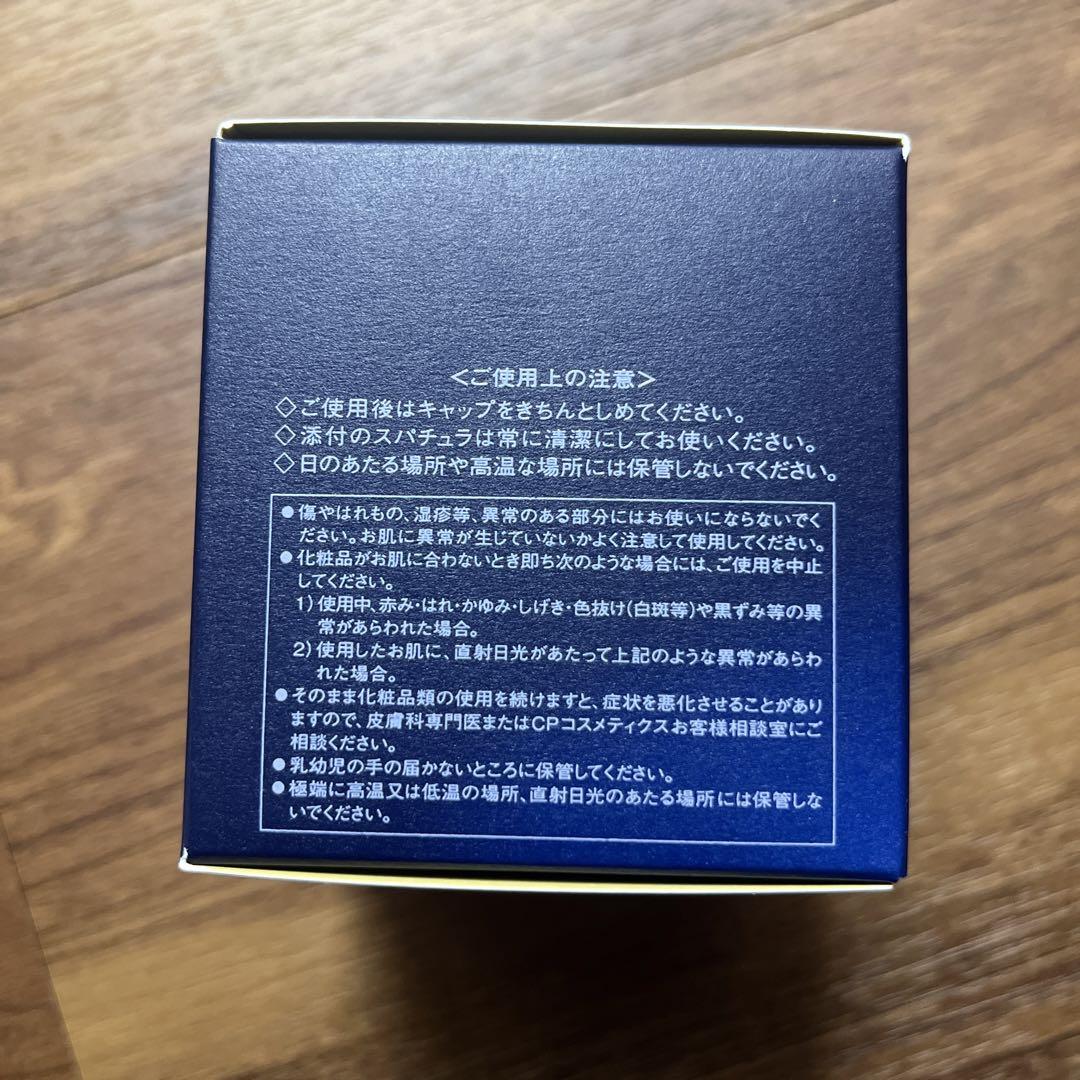 ＜ご使用上の注意＞
◇ご使用後はキャップをきちんとしめてください。
◇添付のスパチュラは常に清潔にしてお使いください。
◇日のあたる場所や高温な場所には保管しないでください。
●傷やはれもの、湿疹等、異常のある部分にはお使いにならないでく
ださい。お肌に異常が生じていないかよく注意して使用してください。
●化粧品がお肌に合わないとき即ち次のような場合には、ご使用を中止
してください。
1）使用中、赤み・はれ・かゆみ・しげき・色抜け（白斑等）や黒ずみ等の異
常があらわれた場合。
2）使用したお肌に、直射日光があたって上記のような異常があらわ
れた場合。
●そのまま化粧品類の使用を続けますと、症状を悪化させることがあり
ますので、皮膚科専門医またはCPコスメティクスお客様相談室にご
相談ください。
●乳幼児の手の届かないところに保管してください。
●極端に高温又は低温の場所、直射日光のあたる場所には保管しな
いでください。